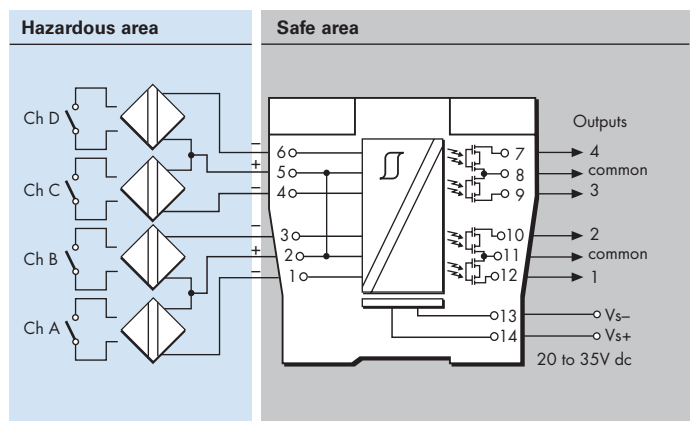 Hazardous area
Safe area
Outputs
Ch D
Ch C
Ch B
Ch A
− 6
+ 5
− 4
− 3
+ 2
− 1
7 4
8 common
9 3
10 2
11 common
12 1
13 Vs–
14 Vs+
20 to 35V dc